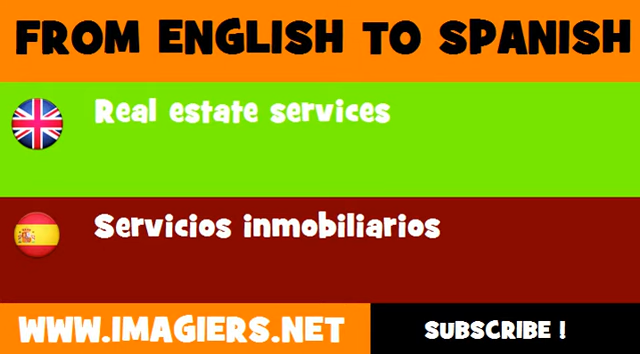 FROM ENGLISH TO SPANISH
Real estate services
Servicios inmobiliarios
WWW.IMAGIERS.NET
SUBSCRIBE !